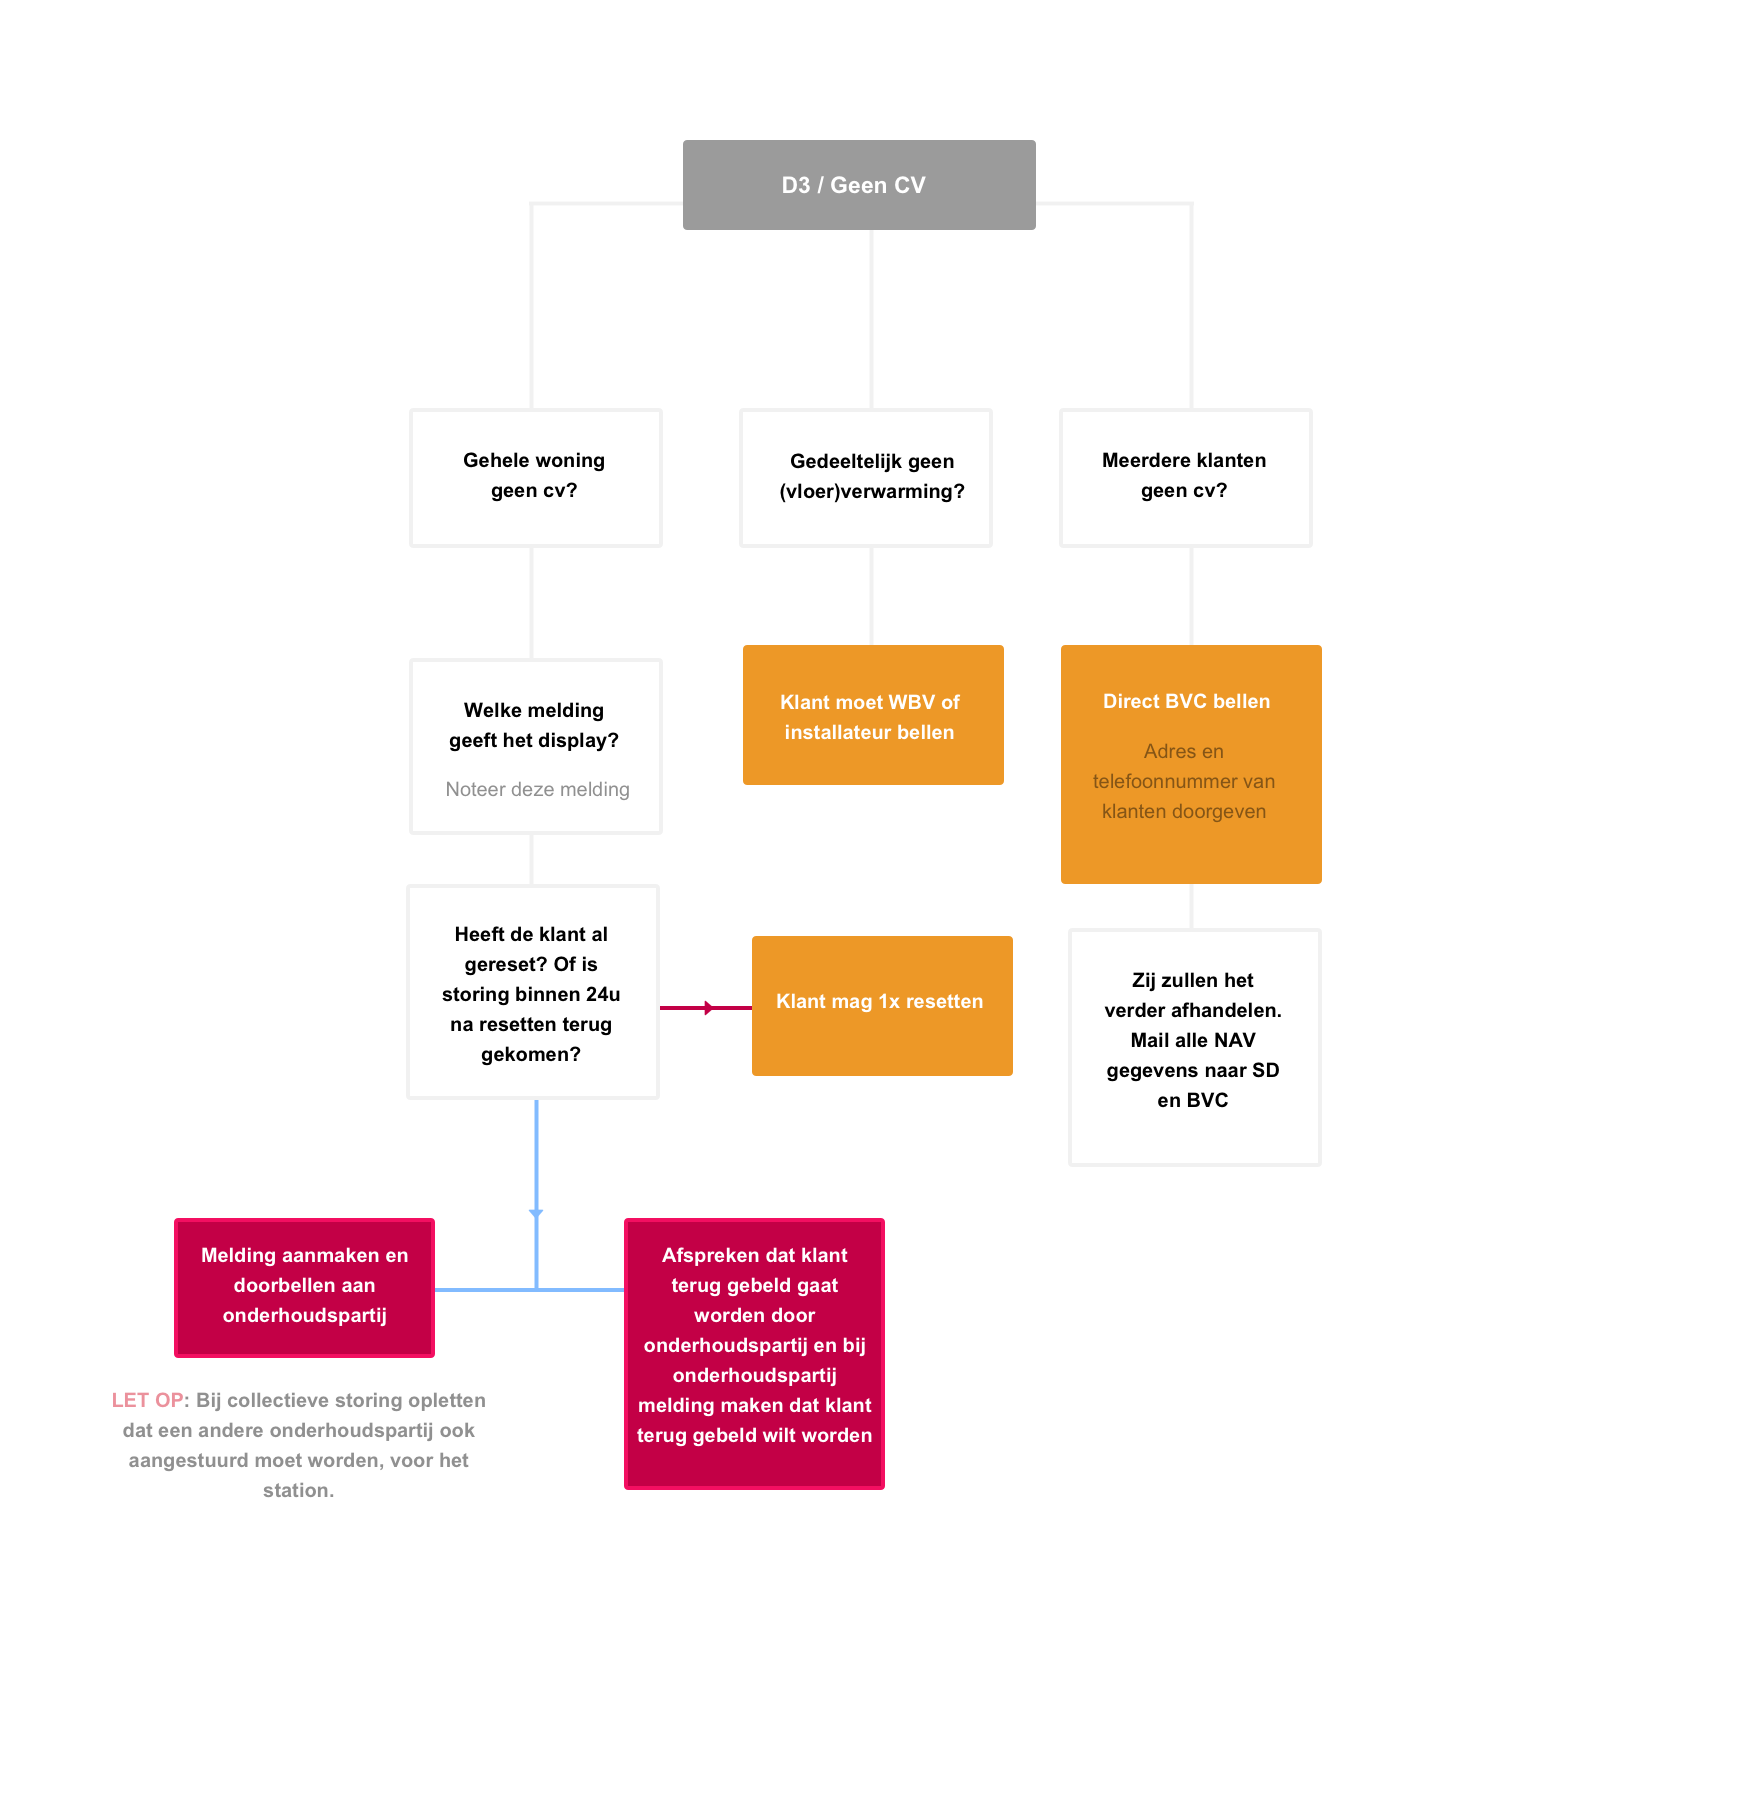 D3 / Geen CV
Gehele woning
geen cv?
Gedeeltelijk geen
(vloer)verwarming?
Meerdere klanten
geen cv?
Welke melding
geeft het display?
Noteer deze melding
Klant moet WBV of
installateur bellen
Direct BVC bellen
Adres en
telefoonnummer van
klanten doorgeven
Heeft de klant al
gereset? Of is
storing binnen 24u
na resetten terug
gekomen?
Klant mag 1x resetten
Zij zullen het
verder afhandelen.
Mail alle NAV
gegevens naar SD
en BVC
Melding aanmaken en
doorbellen aan
onderhoudspartij
Afspreken dat klant
terug gebeld gaat
worden door
onderhoudspartij en bij
onderhoudspartij
melding maken dat klant
terug gebeld wilt worden
LET OP: Bij collectieve storing opletten
dat een andere onderhoudspartij ook
aangestuurd moet worden, voor het
station.